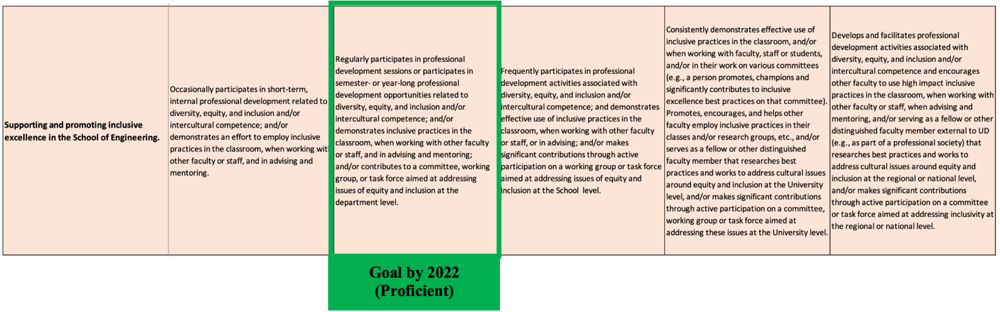 Supporting and promoting inclusive
excellence in the School of Engineering.
Occasionally participates in short-term,
internal professional development related to
diversity, equity, and inclusion and/or
intercultural competence; and/or
demonstrates an effort to employ inclusive
practices in the classroom, when working wit
other faculty or staff, and in advising and
mentoring.
Regularly participates in professional
development sessions or participates in
semester- or year-long professional
development opportunities related to
diversity, equity, and inclusion and/or
intercultural competence; and/or
demonstrates inclusive practices in the
classroom, when working with other faculty
or staff, and in advising and mentoring;
and/or contributes to a committee, working
group, or task force aimed at addressing
issues of equity and inclusion at the
department level.
Frequently participates in professional
development activities associated with
diversity, equity, and inclusion and/or
intercultural competence; and demonstrates
effective use of inclusive practices in the
classroom, when working with other faculty
or staff, or in advising; and/or makes
significant contributions through active
participation on a working group or task force
aimed at addressing issues of equity and
inclusion at the School level.
Consistently demonstrates effective use of
inclusive practices in the classroom, and/or
when working with faculty, staff or students,
and/or in their work on various committees
(e.g., a person promotes, champions and
significantly contributes to inclusive
excellence best practices on that committee).
Promotes, encourages, and helps other
faculty employ inclusive practices in their
classes and/or research groups, etc., and/or
serves as a fellow or other distinguished
faculty member that researches best
practices and works to address cultural issues
around equity and inclusion at the University
level, and/or makes significant contributions
through active participation on a committee,
working group or task force aimed at
addressing these issues at the University level.
Develops and facilitates professional
development activities associated with
diversity, equity, and inclusion and/or
intercultural competence and encourages
other faculty to use high impact inclusive
practices in the classroom, when working with
other faculty or staff, when advising and
mentoring, and/or serving as a fellow or other
distinguished faculty member external to UD
(e.g., as part of a professional society) that
researches best practices and works to
address cultural issues around equity and
inclusion at the regional or national level,
and/or makes significant contributions
through active participation on a committee
or task force aimed at addressing inclusivity at
the regional or national level.
Goal by 2022
(Proficient)